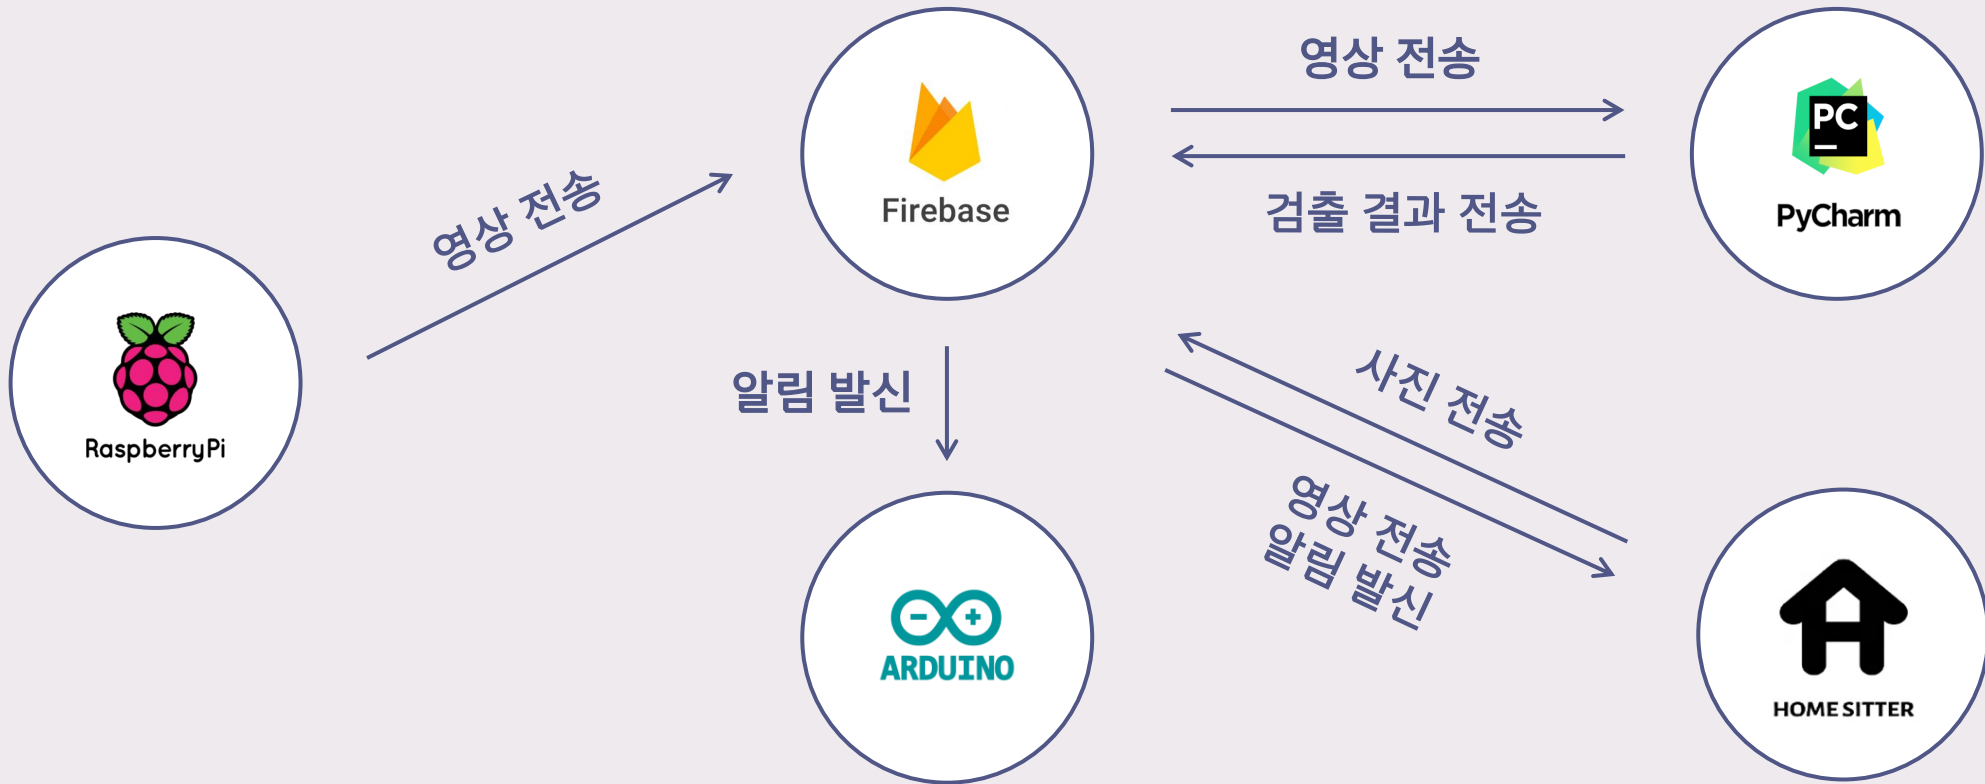 영상 전송
PC
Firebase
검출 결과 전송
PyCharm
영상 전송
RaspberryPi
알림 발신
사진 전송
영상 전송
알림 발신
ARDUINO
HOME SITTER